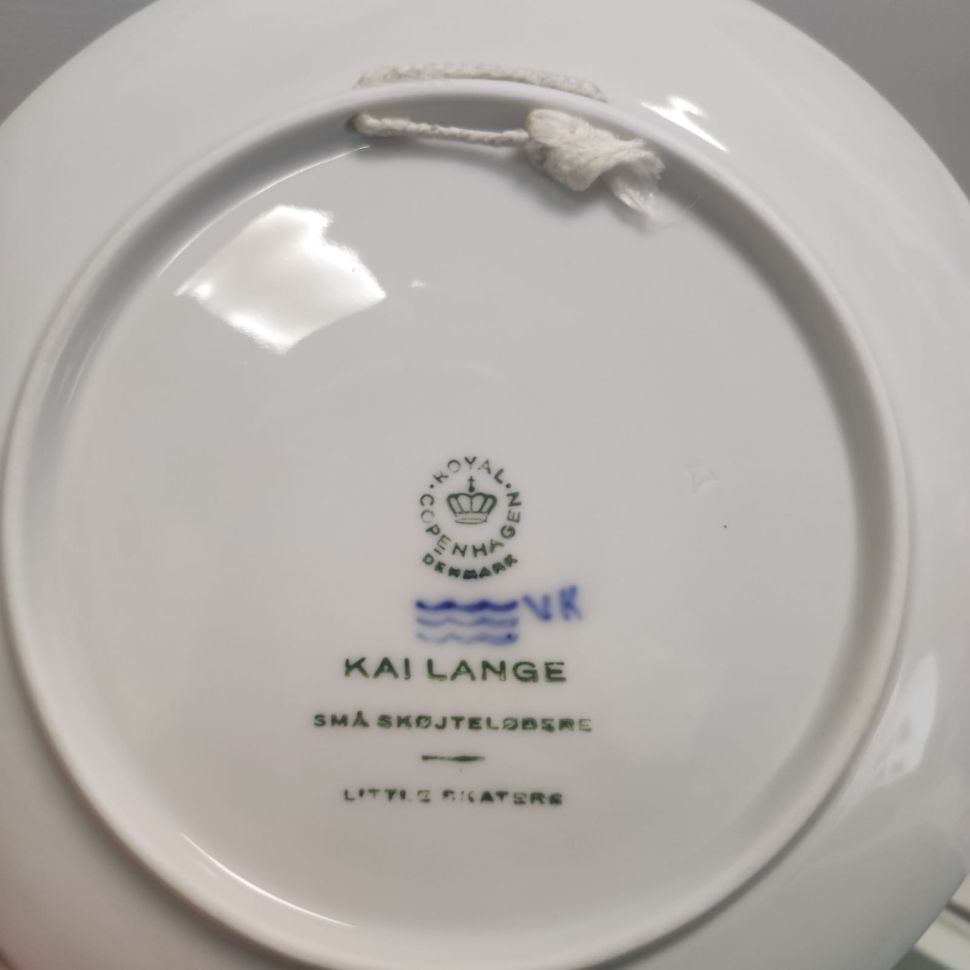 ROYAL · COPENHAGEN
DENMARK
VK
KAI LANGE
SMÅ SKØJTELØBERE
LITTLE SKATERS